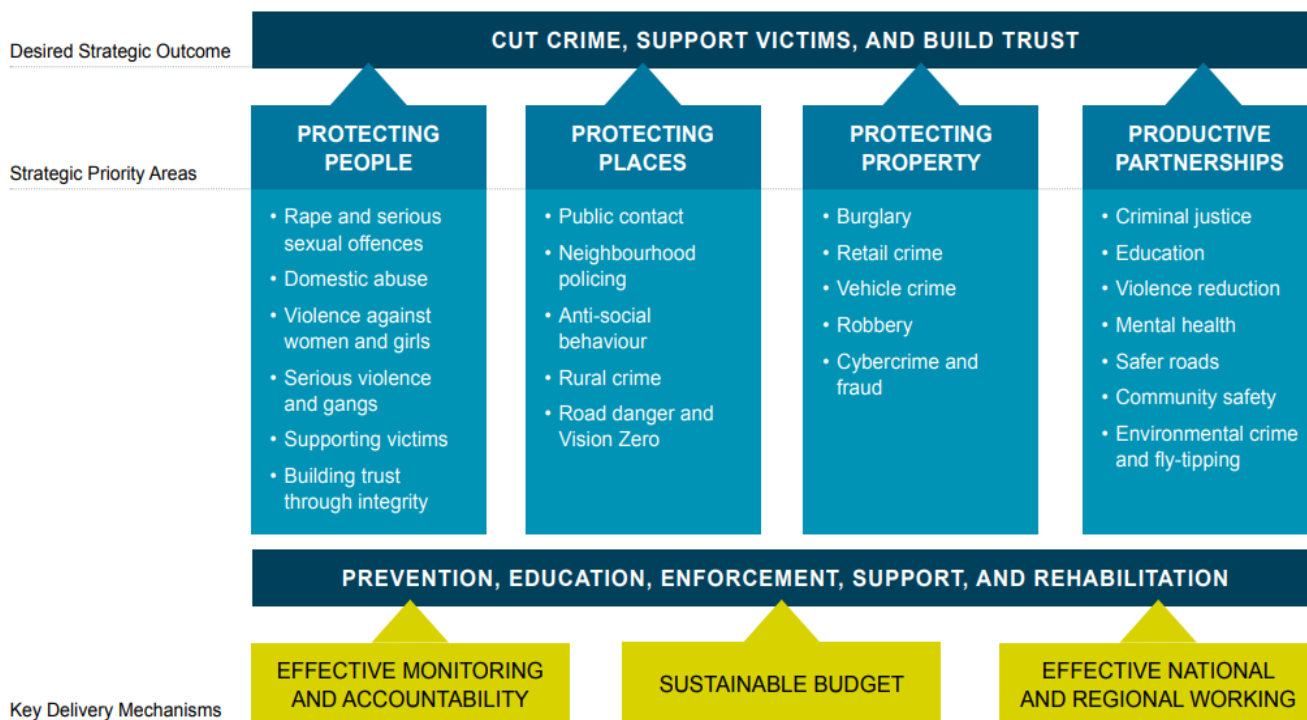 Desired Strategic Outcome
CUT CRIME, SUPPORT VICTIMS, AND BUILD TRUST
Strategic Priority Areas
PROTECTING
PEOPLE
• Rape and serious
sexual offences
• Domestic abuse
• Violence against
women and girls
• Serious violence
and gangs
• Supporting victims
• Building trust
through integrity
PROTECTING
PLACES
• Public contact
• Neighbourhood
policing
• Anti-social
behaviour
• Rural crime
• Road danger and
Vision Zero
PROTECTING
PROPERTY
• Burglary
• Retail crime
• Vehicle crime
• Robbery
• Cybercrime and
fraud
PRODUCTIVE
PARTNERSHIPS
• Criminal justice
• Education
• Violence reduction
• Mental health
• Safer roads
• Community safety
• Environmental crime
and fly-tipping
PREVENTION, EDUCATION, ENFORCEMENT, SUPPORT, AND REHABILITATION
Key Delivery Mechanisms
EFFECTIVE MONITORING
AND ACCOUNTABILITY
SUSTAINABLE BUDGET
EFFECTIVE NATIONAL
AND REGIONAL WORKING